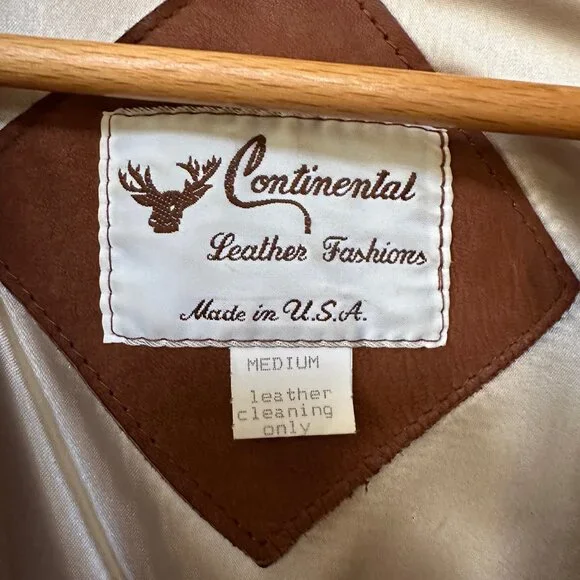 Continental
Leather Fashions
Made in U.S.A.
MEDIUM
leather
cleaning
only